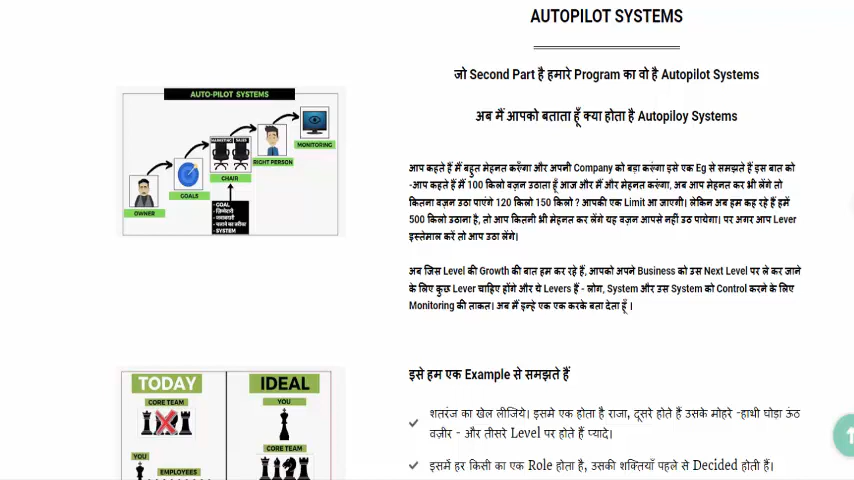 AUTOPILOT SYSTEMS
जो Second Part है हमारे Program का वो है Autopilot Systems
अब मैं आपको बताता हूँ क्या होता है Autopiloy Systems
AUTO-PILOT SYSTEMS
MONITORING
RIGHT PERSON
CHAIR
GOALS
OWNER
- GOAL
- SYSTEM
आप कहते हैं मैं बहुत मेहनत करुँगा और अपनी Company को बड़ा करूंगा इसे एक Eg से समझते हैं इस बात को
-आप कहते हैं मैं 100 किलो वज़न उठाता हूँ आज और मैं और मेहनत करूंगा, अब आप मेहनत कर भी लेंगे तो
कितना वज़न उठा पाएंगे 120 किलो 150 किलो ? आपकी एक Limit आ जाएगी। लेकिन अब हम कह रहे हैं हमें
500 किलो उठाना है, तो आप कितनी भी मेहनत कर लेंगे यह वज़न आपसे नहीं उठ पायेगा। पर अगर आप Lever
इस्तेमाल करें तो आप उठा लेंगे।
अब जिस Level की Growth की बात हम कर रहे हैं, आपको अपने Business को उस Next Level पर ले कर जाने
के लिए कुछ Lever चाहिए होंगे और ये Levers हैं - लोग, System और उस System को Control करने के लिए
Monitoring की ताकत। अब मैं इन्हे एक एक करके बता देता हूँ ।
TODAY
CORE TEAM
YOU
EMPLOYEES
IDEAL
YOU
CORE TEAM
इसे हम एक Example से समझते हैं
शतरंज का खेल लीजिये। इसमे एक होता है राजा, दूसरे होते हैं उसके मोहरे -हाथी घोड़ा ऊंठ
वज़ीर - और तीसरे Level पर होते हैं प्यादे।
इसमें हर किसी का एक Role होता है, उसकी शक्तियाँ पहले से Decided होती हैं।